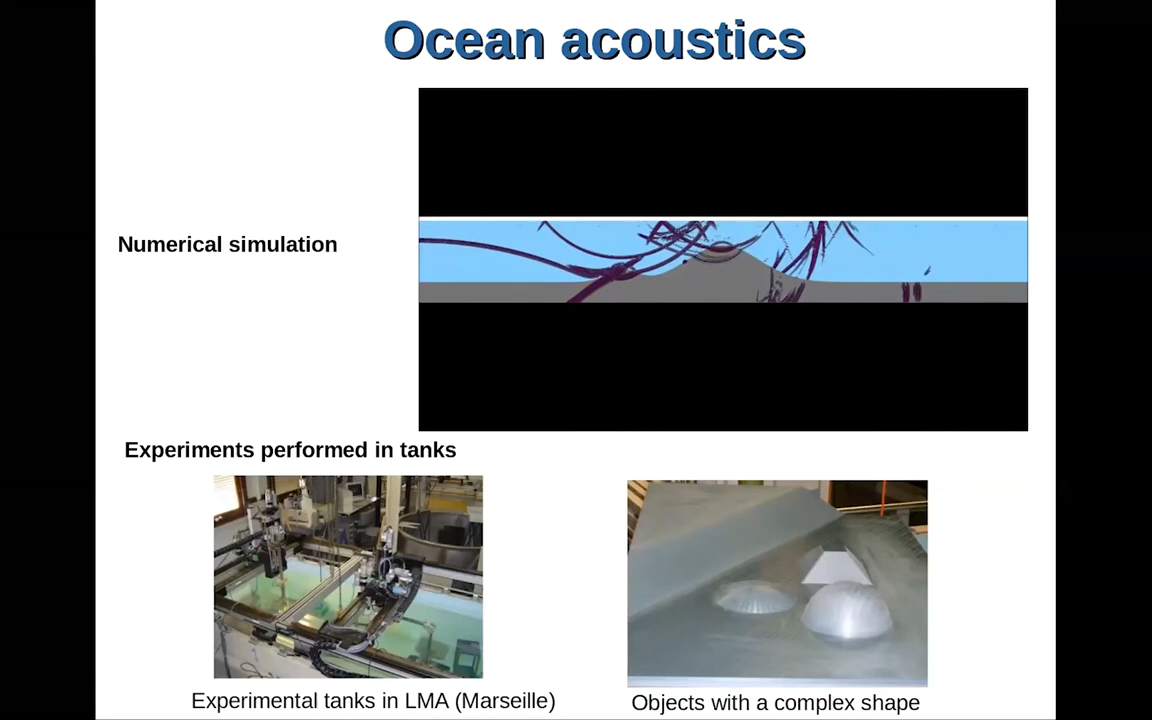 Ocean acoustics
Numerical simulation
Experiments performed in tanks
Experimental tanks in LMA (Marseille)
Objects with a complex shape